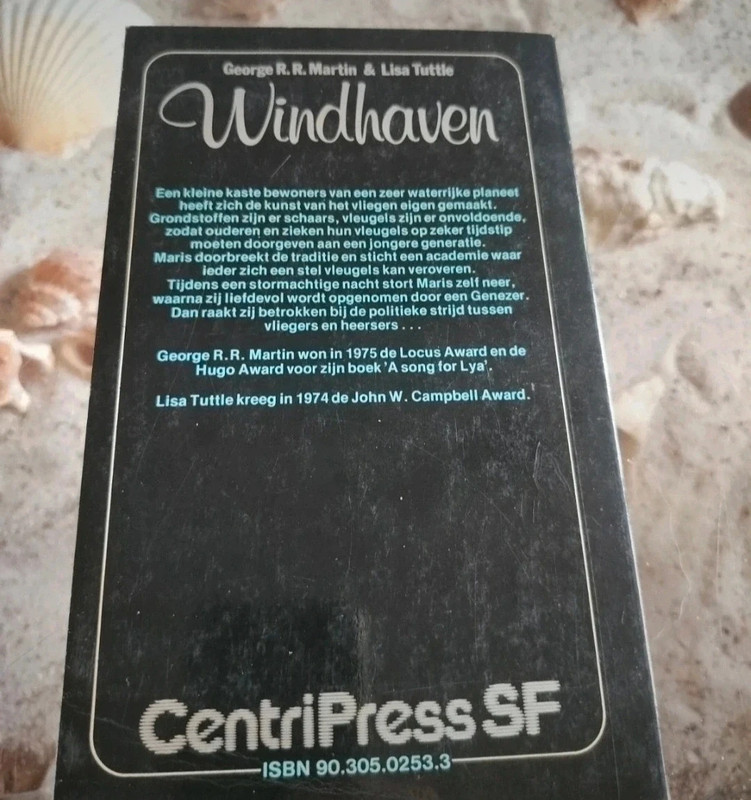 George R.R. Martin & Lisa Tuttle
Windhaven
Een kleine kaste bewoners van een zeer waterrijke planeet
heeft zich de kunst van het vliegen eigen gemaakt.
Grondstoffen zijn er schaars, vleugels zijn er onvoldoende,
zodat ouderen en zieken hun vleugels op zeker tijdstip
moeten doorgeven aan een jongere generatie.
Maris doorbreekt de traditie en sticht een academie waar
ieder zich een stel vleugels kan veroveren.
Tijdens een stormachtige nacht stort Maris zelf neer,
waarna zij liefdevol wordt opgenomen door een Genezer.
Dan raakt zij betrokken bij de politieke strijd tussen
vliegers en heersers . . .
George R.R. Martin won in 1975 de Locus Award en de
Hugo Award voor zijn boek 'A song for Lya'.
Lisa Tuttle kreeg in 1974 de John W. Campbell Award.
CentriPress SF
ISBN 90.305.0253.3